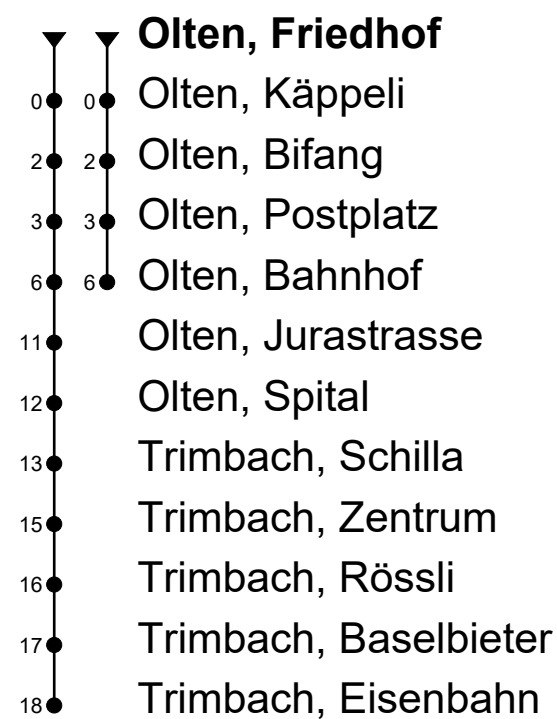 Olten, Friedhof
0 0 Olten, Käppeli
2 2 Olten, Bifang
3 3 Olten, Postplatz
6 6 Olten, Bahnhof
11 Olten, Jurastrasse
12 Olten, Spital
13 Trimbach, Schilla
15 Trimbach, Zentrum
16 Trimbach, Rössli
17 Trimbach, Baselbieter
18 Trimbach, Eisenbahn